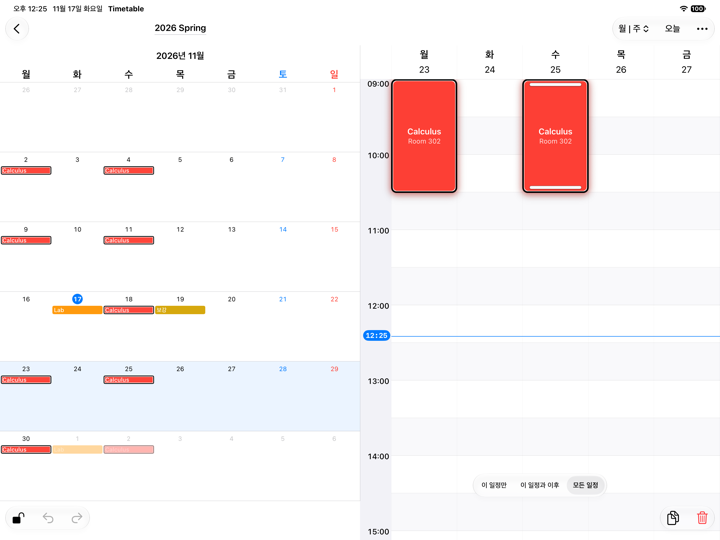 오후 12:25 11월 17일 화요일 Timetable
100
2026 Spring
월 | 주
오늘
2026년 11월
월 화 수 목 금 토 일
26 27 28 29 30 31 1
2 3 4 5 6 7 8
Calculus Calculus
9 10 11 12 13 14 15
Calculus Calculus
16 17 18 19 20 21 22
Lab Calculus 보강
23 24 25 26 27 28 29
Calculus Calculus
30 1 2 3 4 5 6
Calculus Calculus
월 화 수 목 금
23 24 25 26 27
09:00
Calculus Calculus
Room 302 Room 302
10:00
11:00
12:00
12:25
13:00
14:00
이 일정만 이 일정과 이후 모든 일정
15:00